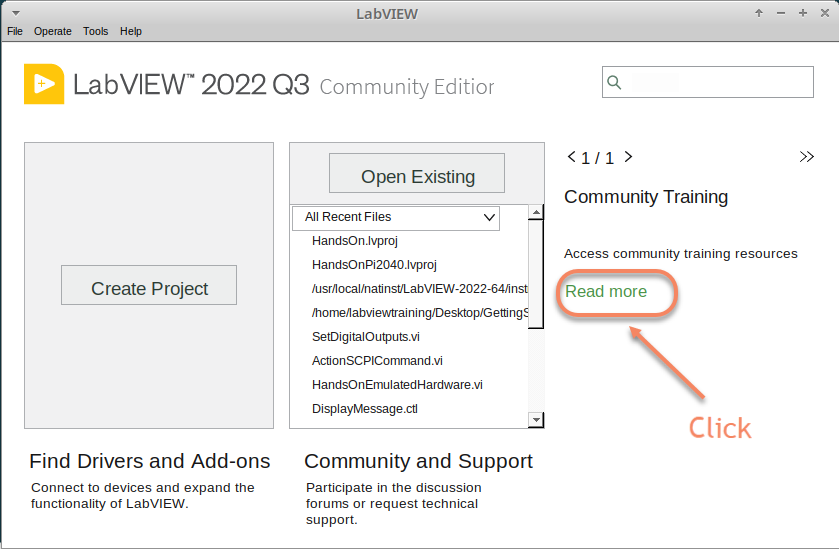 LabVIEW
File Operate Tools Help
LabVIEW™ 2022 Q3 Community Edition
Create Project
Open Existing
All Recent Files
HandsOn.lvproj
HandsOnPi2040.lvproj
/usr/local/natinst/LabVIEW-2022-64/inst
/home/labviewtraining/Desktop/GettingS
SetDigitalOutputs.vi
ActionSCPICommand.vi
HandsOnEmulatedHardware.vi
DisplayMessage.ctl
1 / 1
Community Training
Access community training resources
Read more
Click
Find Drivers and Add-ons
Connect to devices and expand the
functionality of LabVIEW.
Community and Support
Participate in the discussion
forums or request technical
support.